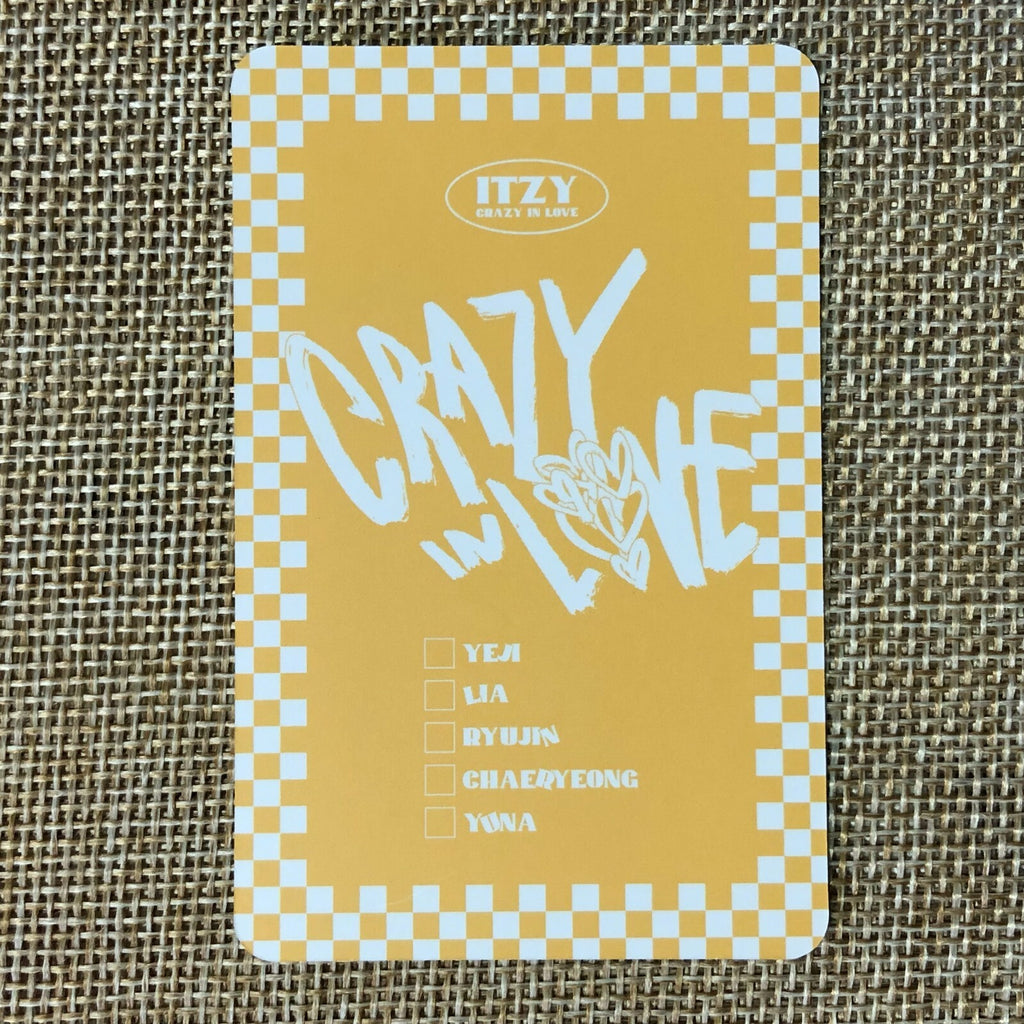 ITZY
CRAZY IN LOVE
CRAZY
IN LOVE
YEJI
LIA
RYUJIN
CHAERYEONG
YUNA